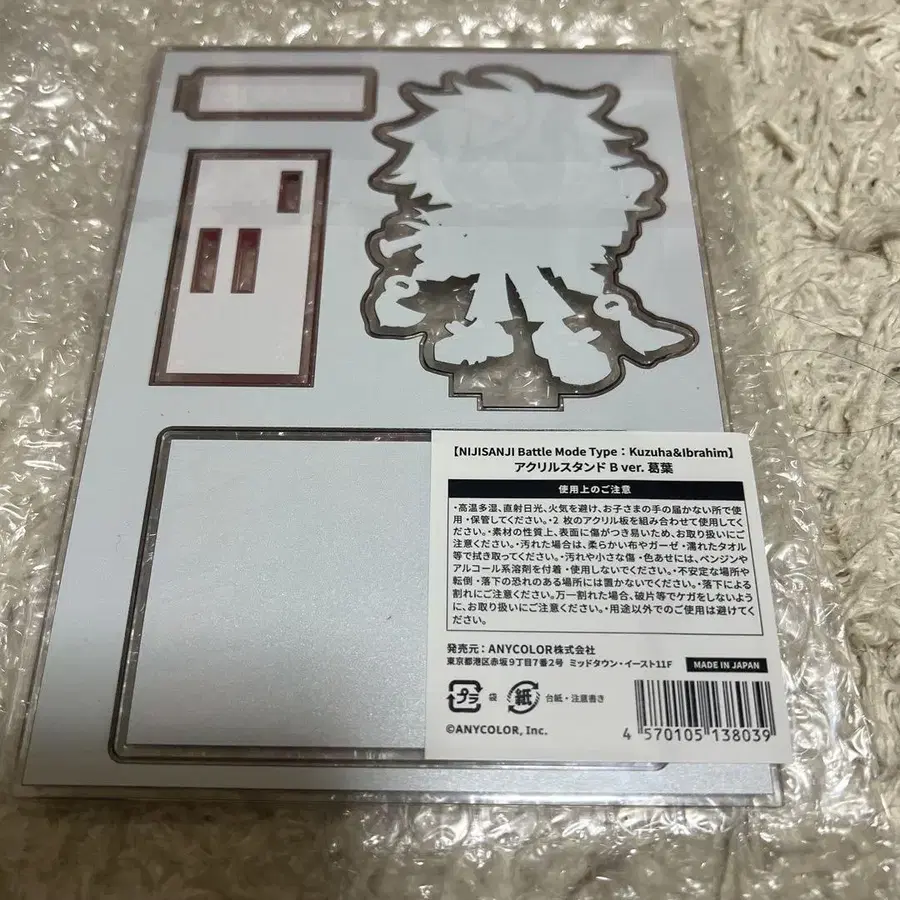 【NIJISANJI Battle Mode Type：Kuzuha&Ibrahim】
アクリルスタンド B ver. 葛葉
使用上のご注意
・高温多湿、直射日光、火気を避け、お子さまの手の届かない所で使
用・保管してください。・2 枚のアクリル板を組み合わせて使用してく
ださい。・素材の性質上、表面に傷がつき易いため、お取り扱いにご
注意ください。・汚れた場合は、柔らかい布やガーゼ・濡れたタオル
等で拭き取ってください。・汚れや小さな傷・色あせには、ベンジンや
アルコール系溶剤を付着・使用しないでください。・不安定な場所や
転倒・落下の恐れのある場所には置かないでください。・落下による
割れにご注意ください。万一割れた場合、破片等でケガをしないよう
に、お取り扱いにご注意ください。・用途以外でのご使用は避けてく
ださい。
発売元：ANYCOLOR株式会社
東京都港区赤坂9丁目7番2号 ミッドタウン・イースト11F
MADE IN JAPAN
プラ 袋 紙 台紙・注意書き
©ANYCOLOR, Inc.
4 570105 138039